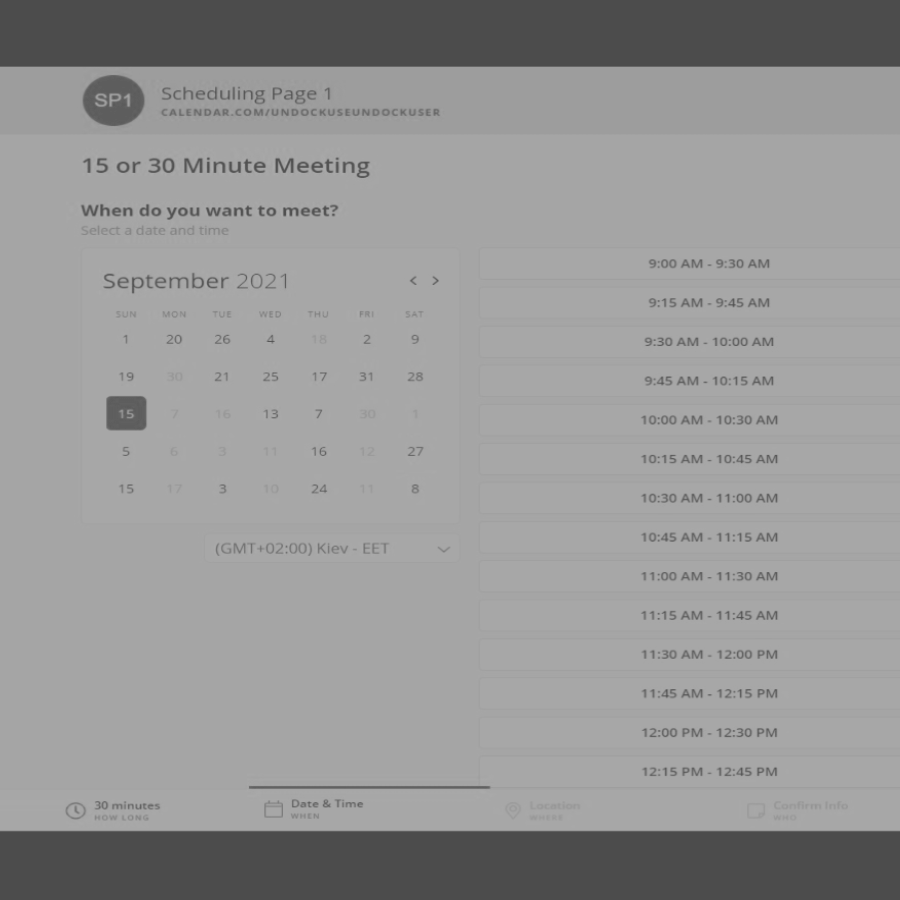 SP1
Scheduling Page 1
CALENDAR.COM/UNDOCKUSEUNDOCKUSER
15 or 30 Minute Meeting
When do you want to meet?
Select a date and time
September 2021 < >
SUN MON TUE WED THU FRI SAT
1 20 26 4 18 2 9
19 30 21 25 17 31 28
15 7 16 13 7 30 1
5 6 3 11 16 12 27
15 17 3 10 24 11 8
(GMT+02:00) Kiev - EET
9:00 AM - 9:30 AM
9:15 AM - 9:45 AM
9:30 AM - 10:00 AM
9:45 AM - 10:15 AM
10:00 AM - 10:30 AM
10:15 AM - 10:45 AM
10:30 AM - 11:00 AM
10:45 AM - 11:15 AM
11:00 AM - 11:30 AM
11:15 AM - 11:45 AM
11:30 AM - 12:00 PM
11:45 AM - 12:15 PM
12:00 PM - 12:30 PM
12:15 PM - 12:45 PM
30 minutes
HOW LONG
Date & Time
WHEN
Location
WHERE
Confirm Info
WHO